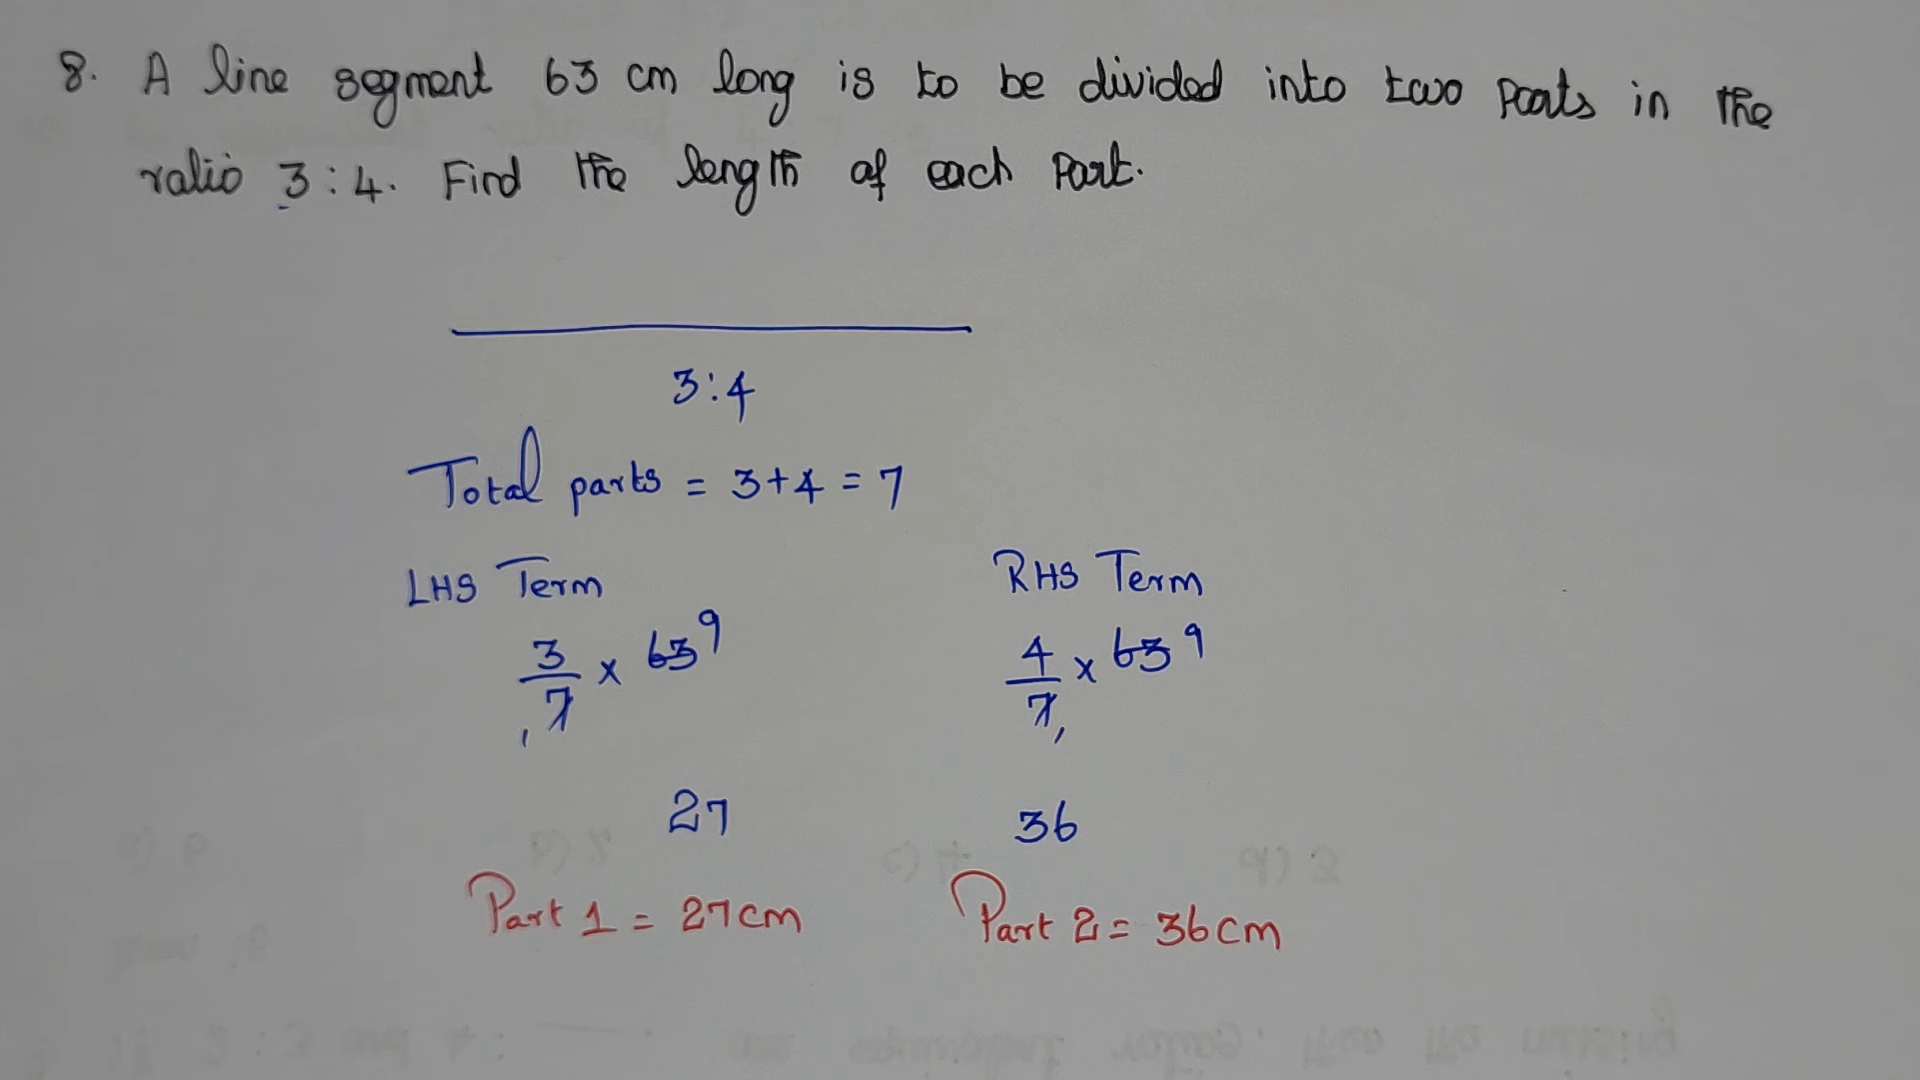 8. A line segment 63 cm long is to be divided into two parts in the
ratio 3:4. Find the length of each part.
3:4
Total parts = 3+4 = 7
LHS Term
RHS Term
3/7 × 63 9
1
4/7 × 63 9
1
27
36
Part 1 = 27cm
Part 2 = 36cm